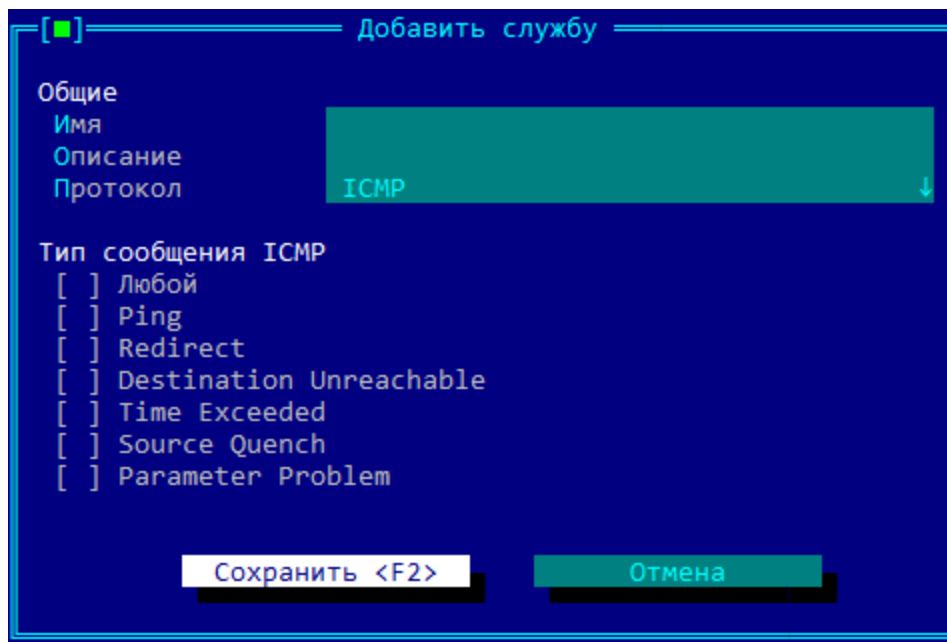 [■] Добавить службу
Общие
Имя
Описание
Протокол ICMP ↓
Тип сообщения ICMP
[ ] Любой
[ ] Ping
[ ] Redirect
[ ] Destination Unreachable
[ ] Time Exceeded
[ ] Source Quench
[ ] Parameter Problem
Сохранить <F2> Отмена